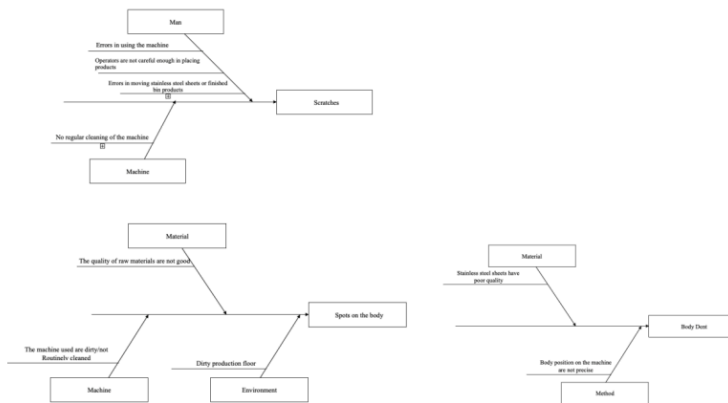 Man
Errors in using the machine
Operators are not careful enough in placing
products
Errors in moving stainless steel sheets or finished
bin products
Scratches
No regular cleaning of the machine
Machine
Material
The quality of raw materials are not good
Spots on the body
The machine used are dirty/not
Routinely cleaned
Dirty production floor
Machine
Environment
Material
Stainless steel sheets have
poor quality
Body Dent
Body position on the machine
are not precise
Method